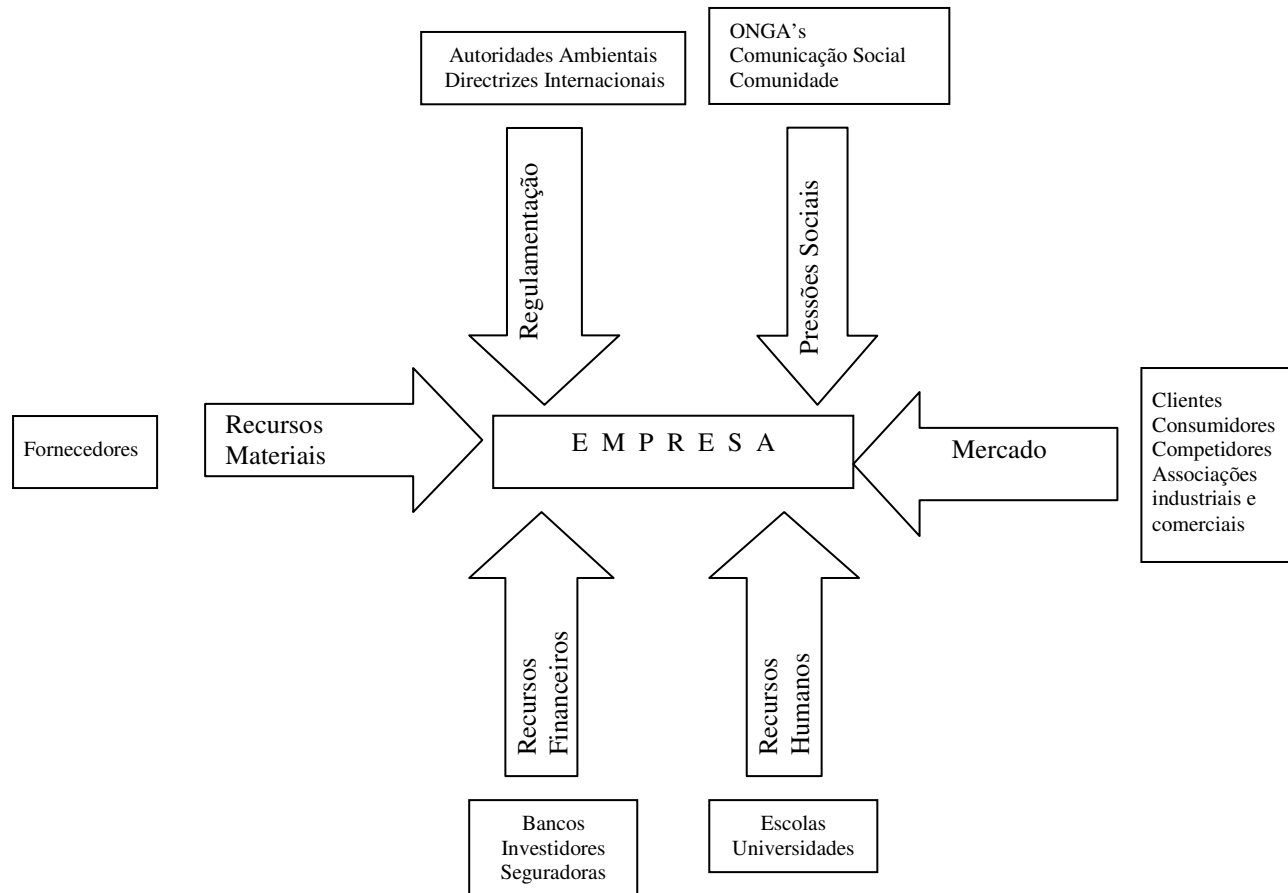 Autoridades Ambientais
Directrizes Internacionais
ONGA's
Comunicação Social
Comunidade
Regulamentação
Pressões Sociais
Fornecedores
Recursos
Materiais
E M P R E S A
Mercado
Clientes
Consumidores
Competidores
Associações
industriais e
comerciais
Recursos
Financeiros
Recursos
Humanos
Bancos
Investidores
Seguradoras
Escolas
Universidades